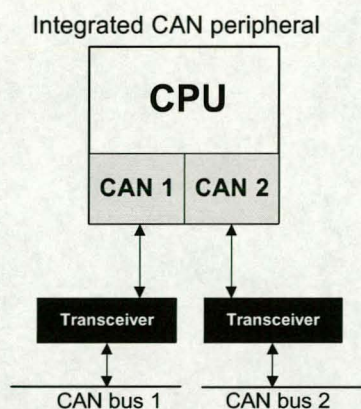 Integrated CAN peripheral
CPU
CAN 1 CAN 2
Transceiver Transceiver
CAN bus 1 CAN bus 2